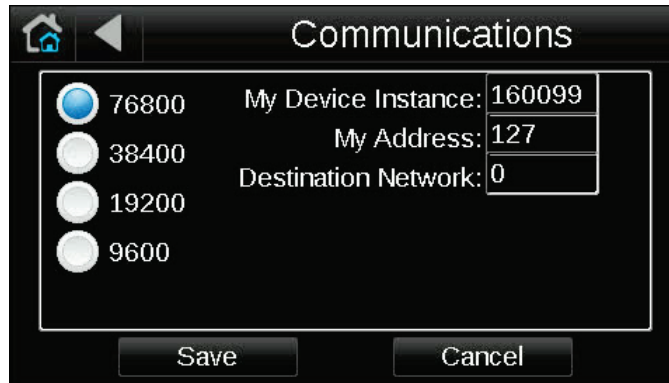 Communications
76800
38400
19200
9600
My Device Instance: 160099
My Address: 127
Destination Network: 0
Save
Cancel